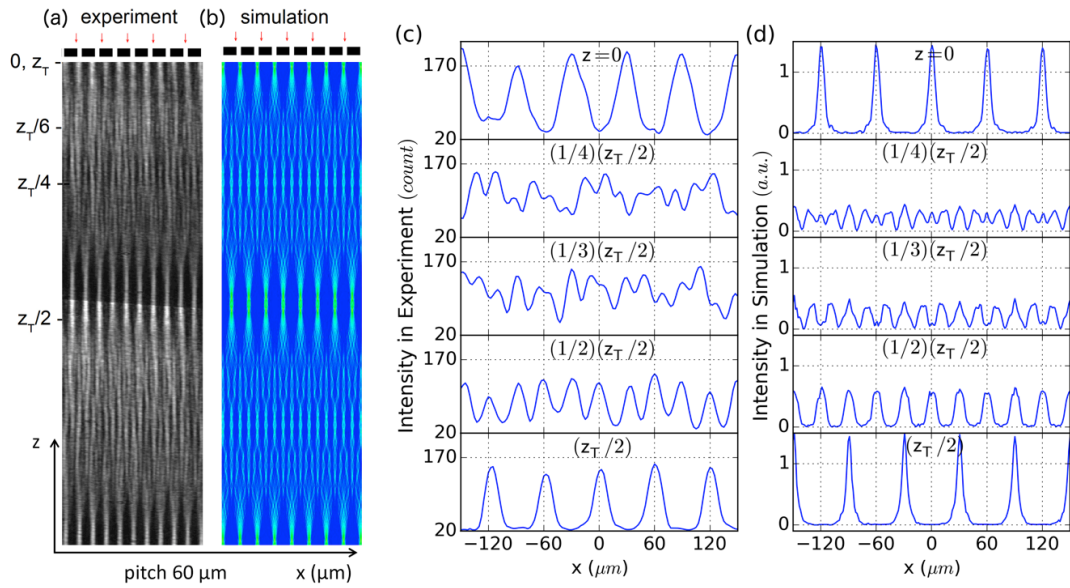 (a) experiment (b) simulation (c) (d)
0, z_T
z_T/6
z_T/4
z_T/2
z
pitch 60 μm x (μm)
Intensity in Experiment (count)
z=0
170
20
(1/4)(z_T/2)
170
20
(1/3)(z_T/2)
170
20
(1/2)(z_T/2)
170
20
(z_T/2)
170
20
−120 −60 0 60 120
x (μm)
Intensity in Simulation (a.u.)
z=0
1
0
(1/4)(z_T/2)
1
0
(1/3)(z_T/2)
1
0
(1/2)(z_T/2)
1
0
(z_T/2)
1
0
−120 −60 0 60 120
x (μm)